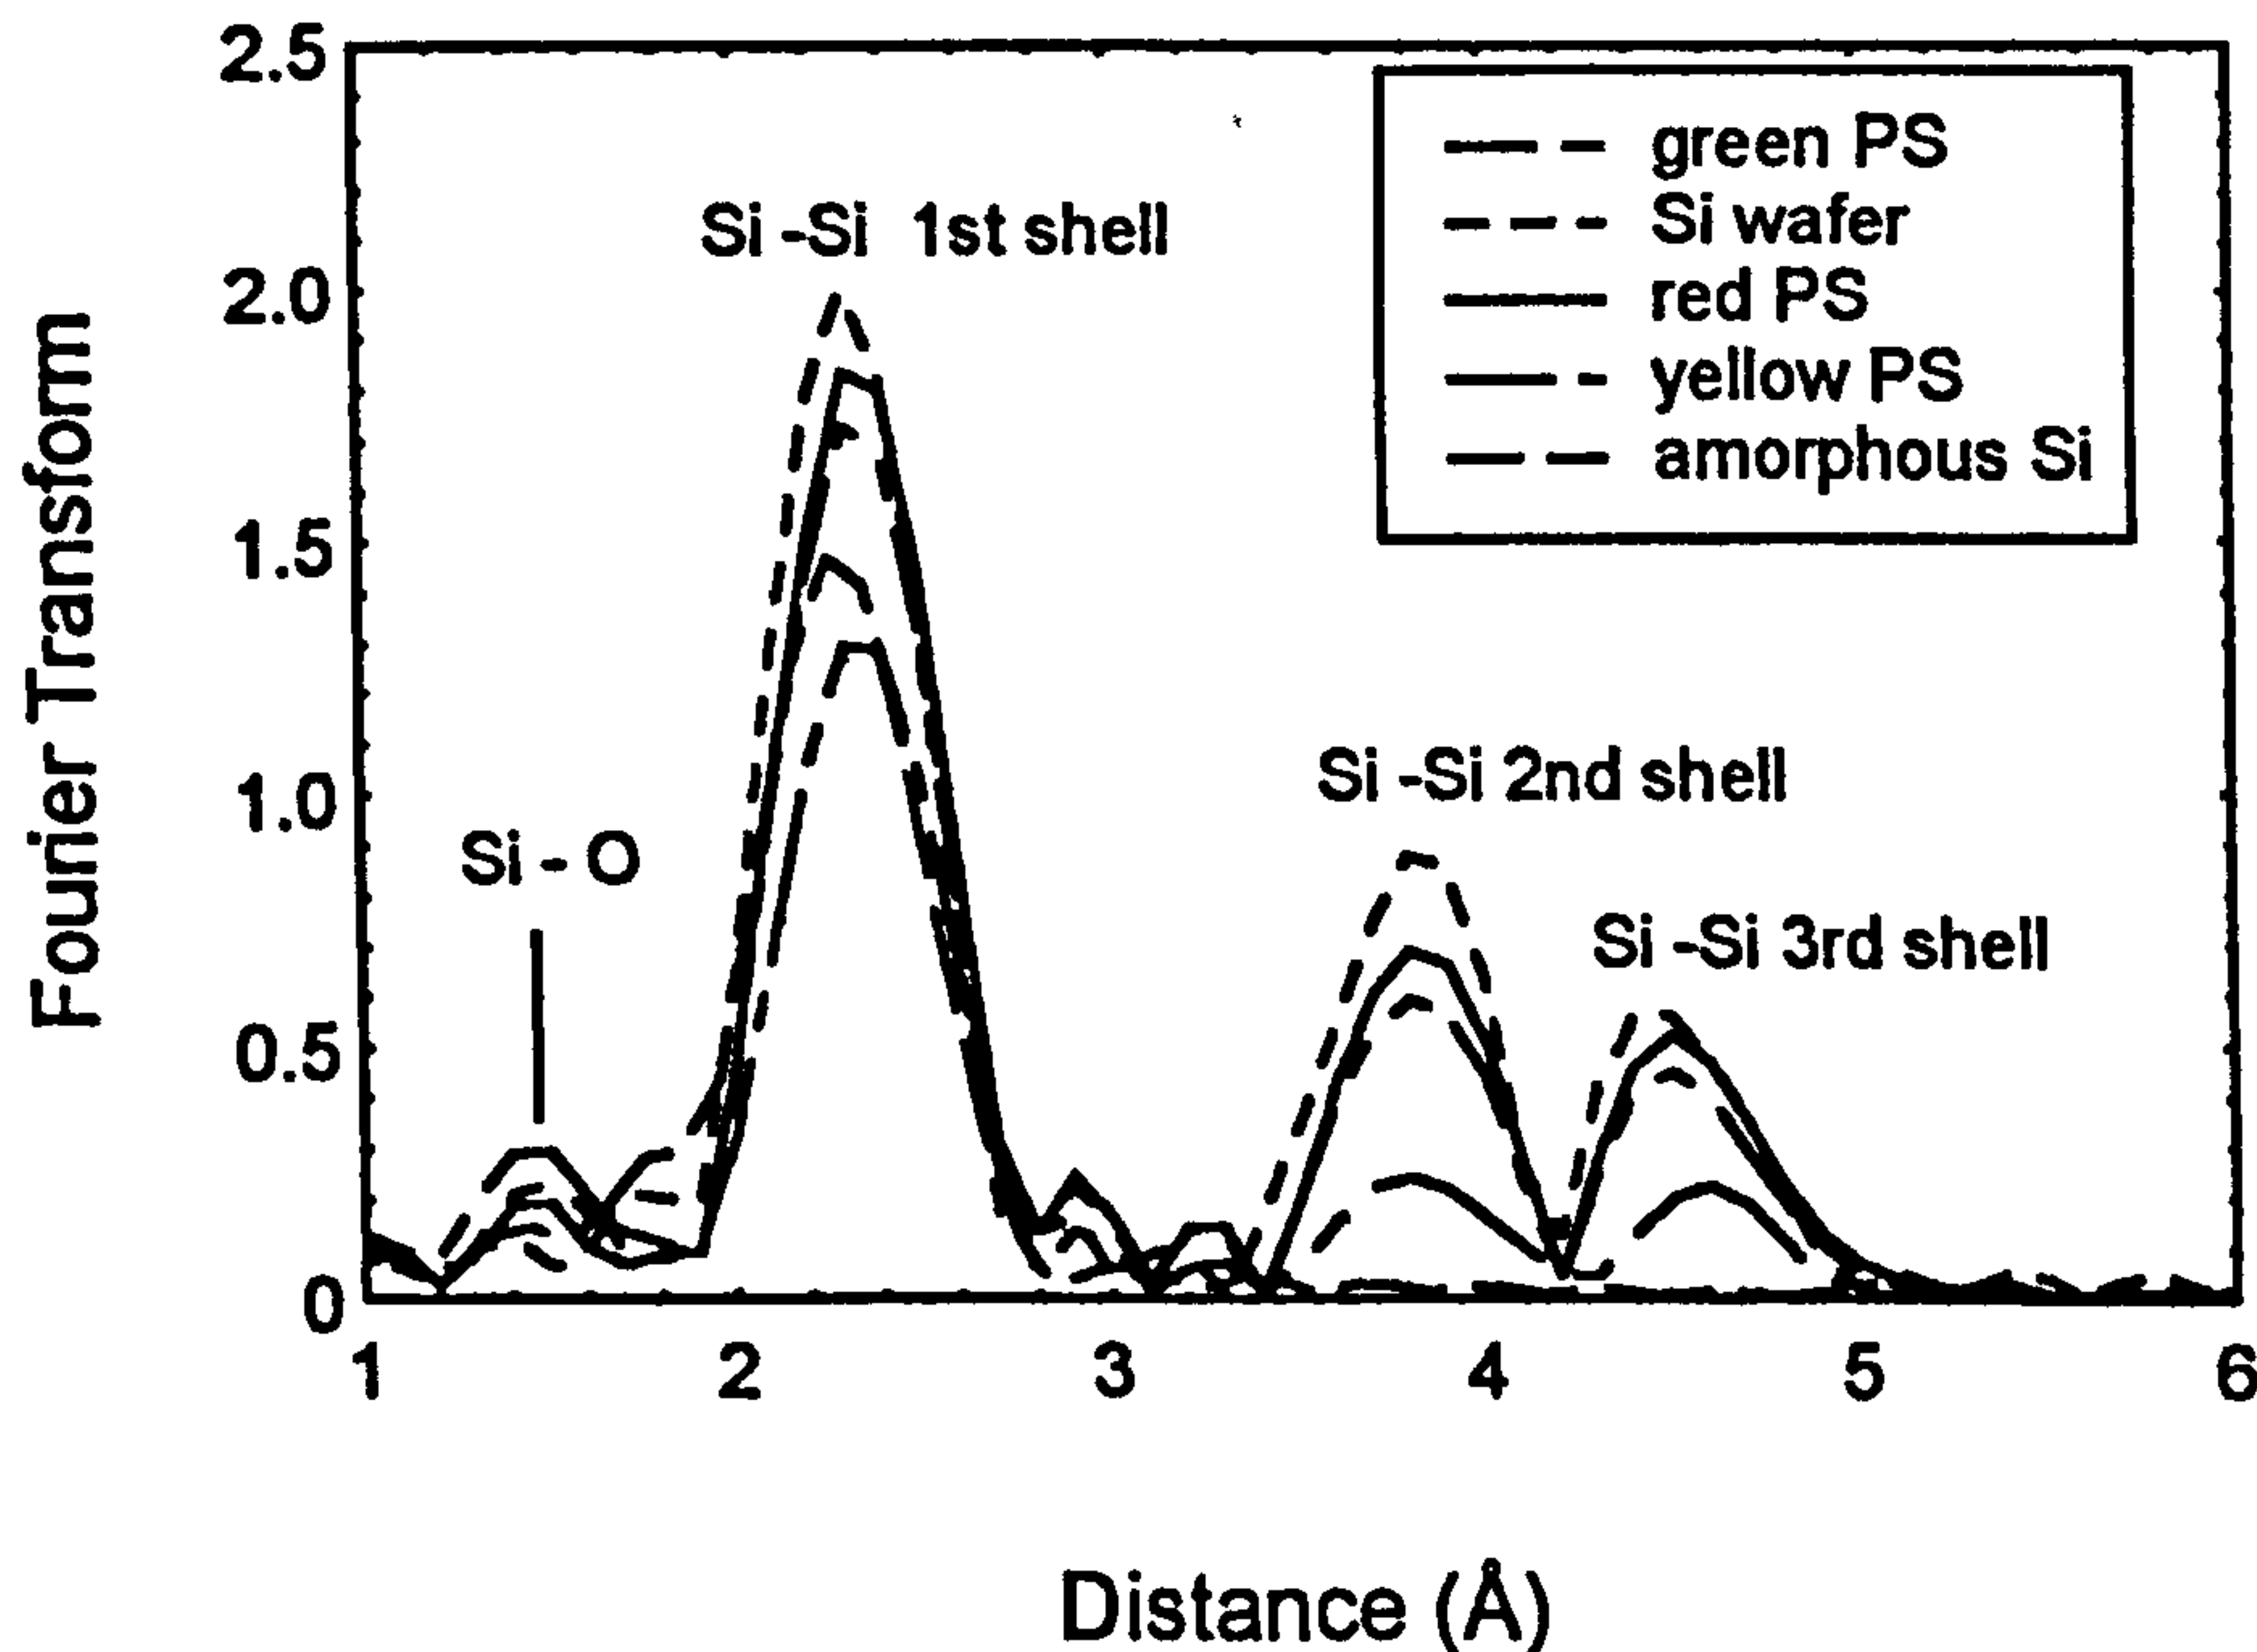 2.5
2.0
1.5
1.0
0.5
0
Fourier Transform
green PS
Si wafer
red PS
yellow PS
amorphous Si
Si -Si 1st shell
Si - O
Si -Si 2nd shell
Si -Si 3rd shell
1 2 3 4 5 6
Distance (Å)